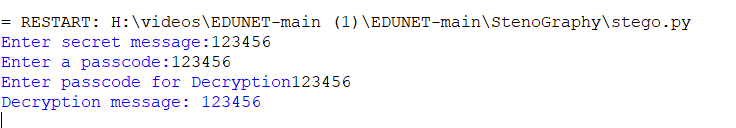 = RESTART: H:\videos\EDUNET-main (1)\EDUNET-main\StenoGraphy\stego.py
Enter secret message:123456
Enter a passcode:123456
Enter passcode for Decryption123456
Decryption message: 123456